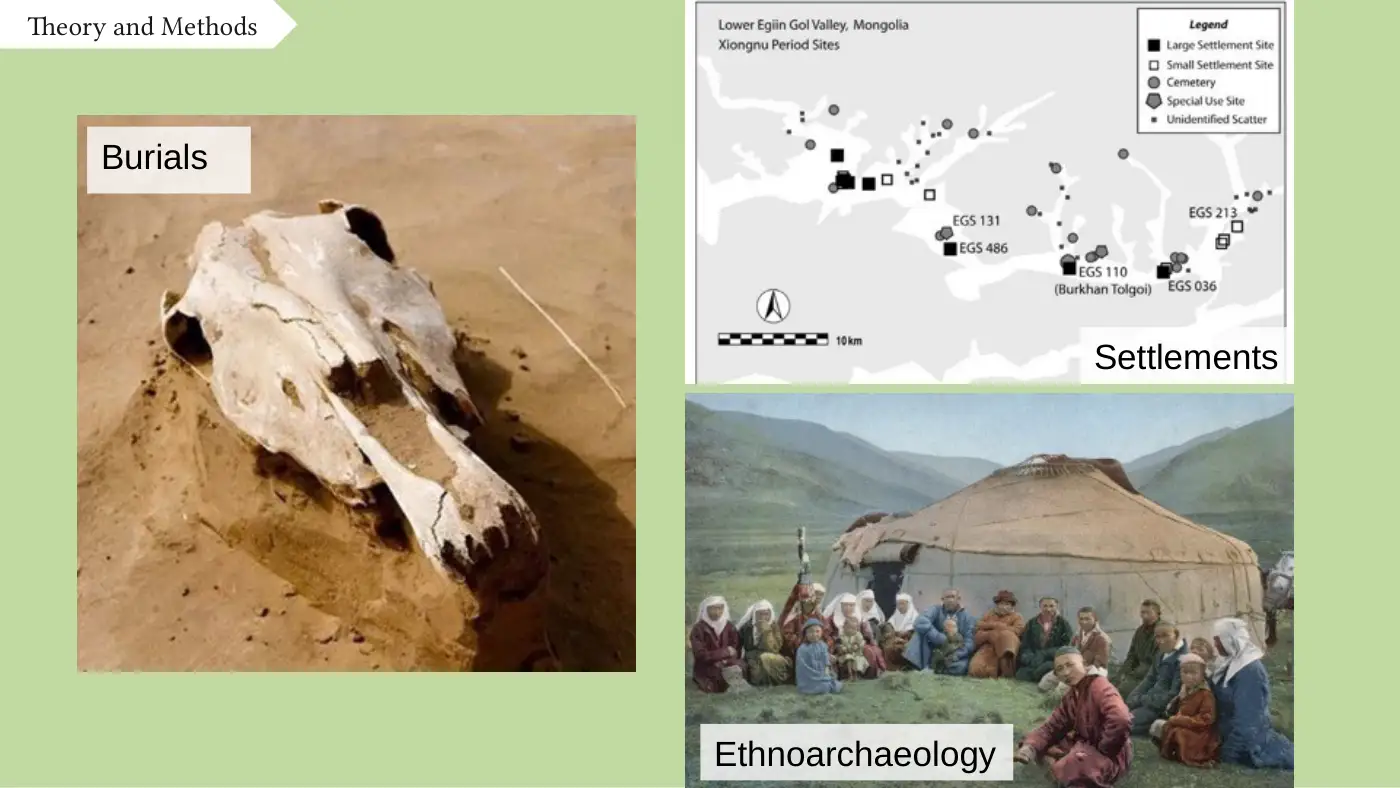 Theory and Methods
Burials
Lower Egiin Gol Valley, Mongolia
Xiongnu Period Sites
Legend
Large Settlement Site
Small Settlement Site
Cemetery
Special Use Site
Unidentified Scatter
EGS 131
EGS 486
EGS 213
EGS 110
(Burkhan Tolgoi)
EGS 036
10 km
Settlements
Ethnoarchaeology